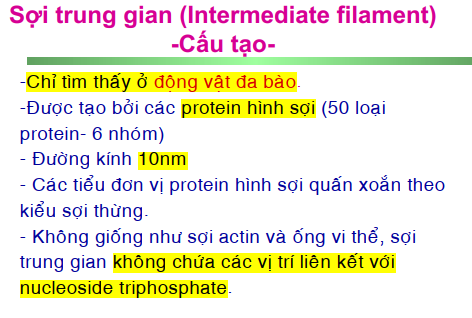 Sợi trung gian (Intermediate filament)
-Cấu tạo-
-Chỉ tìm thấy ở động vật đa bào.
-Được tạo bởi các protein hình sợi (50 loại
protein- 6 nhóm)
- Đường kính 10nm
- Các tiểu đơn vị protein hình sợi quấn xoắn theo
kiểu sợi thừng.
- Không giống như sợi actin và ống vi thể, sợi
trung gian không chứa các vị trí liên kết với
nucleoside triphosphate.